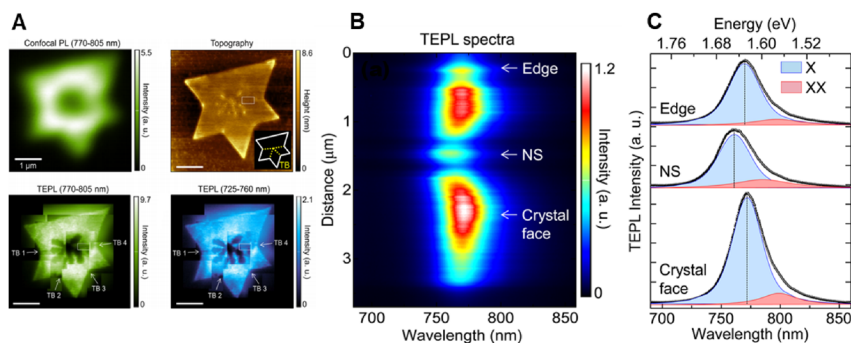 A
Confocal PL (770-805 nm)
5.5
Intensity (a. u.)
0
1 μm
Topography
8.6
Height (nm)
0
TB
TEPL (770-805 nm)
9.7
Intensity (a. u.)
0
TB 1
TB 4
TB 2
TB 3
TEPL (725-760 nm)
2.1
Intensity (a. u.)
0
TB 1
TB 4
TB 2
TB 3
B
TEPL spectra
[a]
0
1
2
3
Distance (μm)
Edge
NS
Crystal
face
700 750 800 850
Wavelength (nm)
1.2
Intensity (a. u.)
0
C
Energy (eV)
1.76 1.68 1.60 1.52
X
XX
Edge
NS
Crystal
face
TEPL Intensity (a. u.)
700 750 800 850
Wavelength (nm)